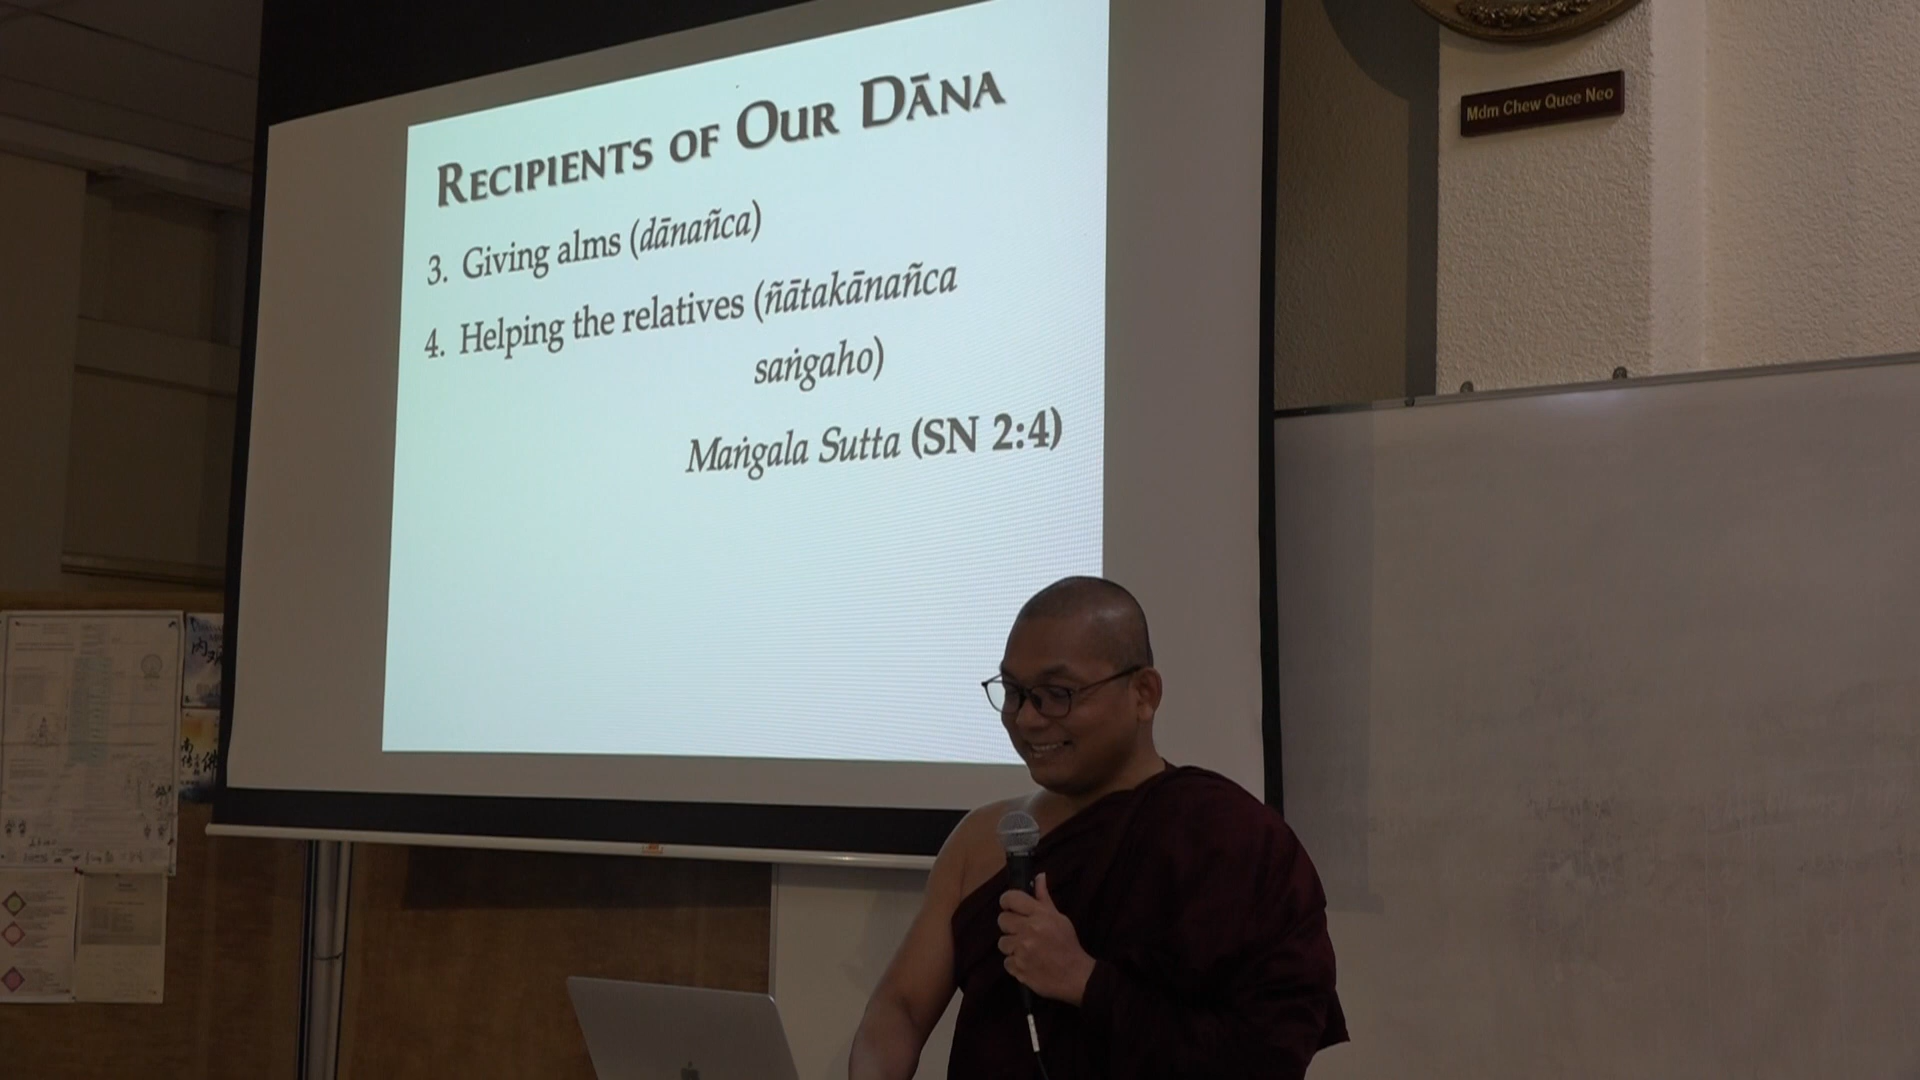 RECIPIENTS OF OUR DĀNA
3. Giving alms (dānañca)
4. Helping the relatives (ñātakānañca
saṅgaho)
Maṅgala Sutta (SN 2:4)
Mdm Chew Quee Neo